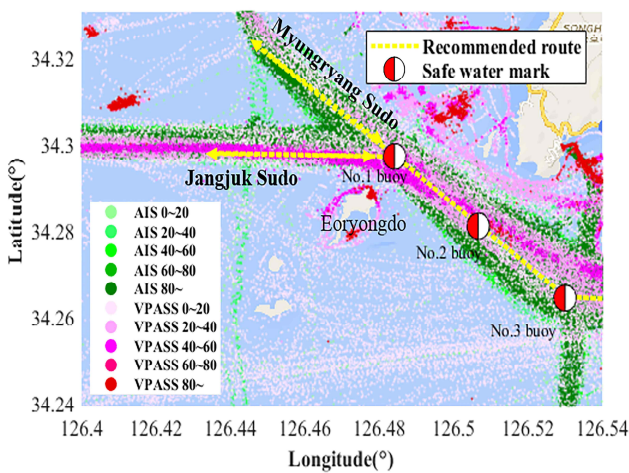 34.32
34.3
34.28
34.26
34.24
Latitude(°)
Myungryang Sudo
Recommended route
Safe water mark
SONGH
Jangjuk Sudo
No.1 buoy
Eoryongdo
No.2 buoy
No.3 buoy
AIS 0~20
AIS 20~40
AIS 40~60
AIS 60~80
AIS 80~
VPASS 0~20
VPASS 20~40
VPASS 40~60
VPASS 60~80
VPASS 80~
126.4 126.42 126.44 126.46 126.48 126.5 126.52 126.54
Longitude(°)